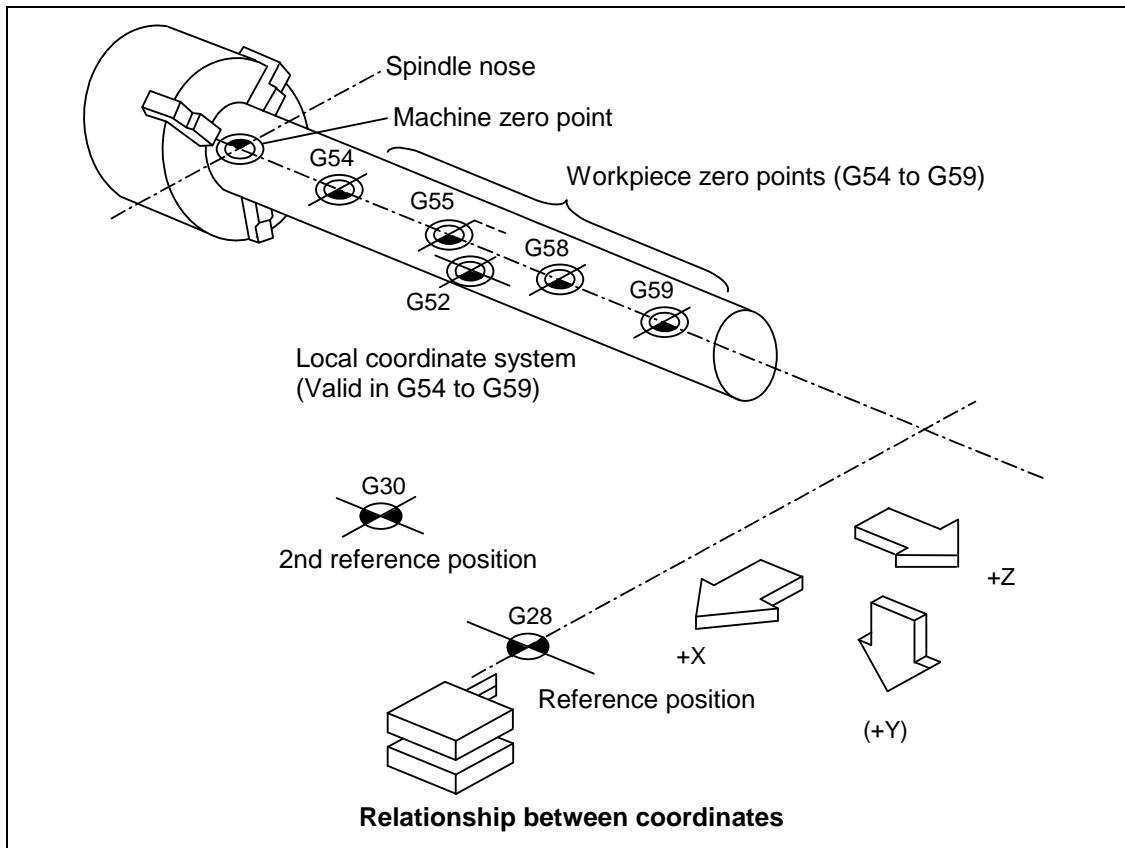 Spindle nose
Machine zero point
G54
Workpiece zero points (G54 to G59)
G55
G58
G52
G59
Local coordinate system
(Valid in G54 to G59)
G30
2nd reference position
+Z
G28
+X
Reference position
(+Y)
Relationship between coordinates